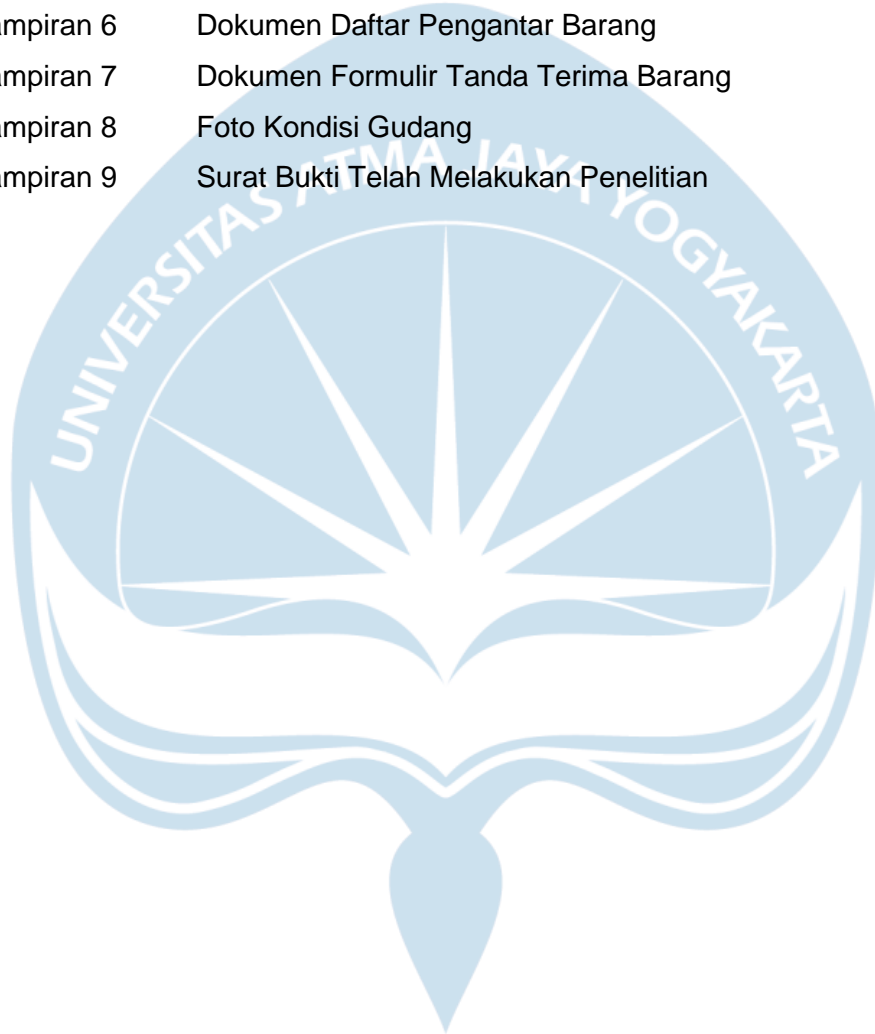 ampiran 6 Dokumen Daftar Pengantar Barang
ampiran 7 Dokumen Formulir Tanda Terima Barang
ampiran 8 Foto Kondisi Gudang
ampiran 9 Surat Bukti Telah Melakukan Penelitian
UNIVERSITAS ATMA JAYA YOGYAKARTA